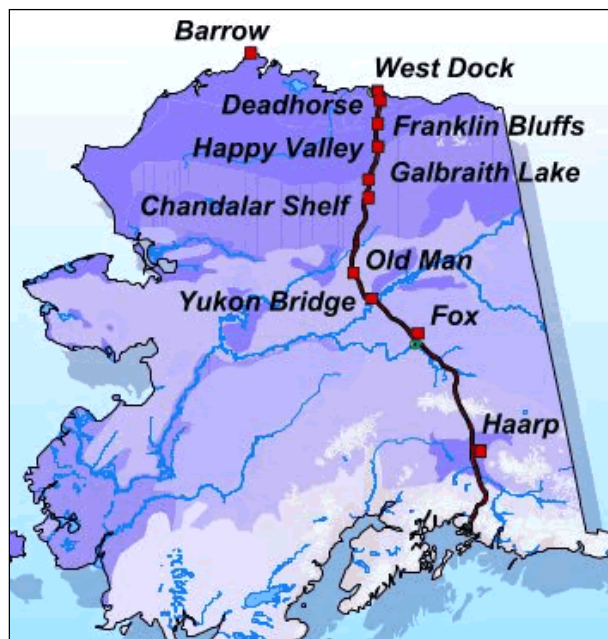 Barrow
West Dock
Deadhorse
Franklin Bluffs
Happy Valley
Galbraith Lake
Chandalar Shelf
Old Man
Yukon Bridge
Fox
Haarp